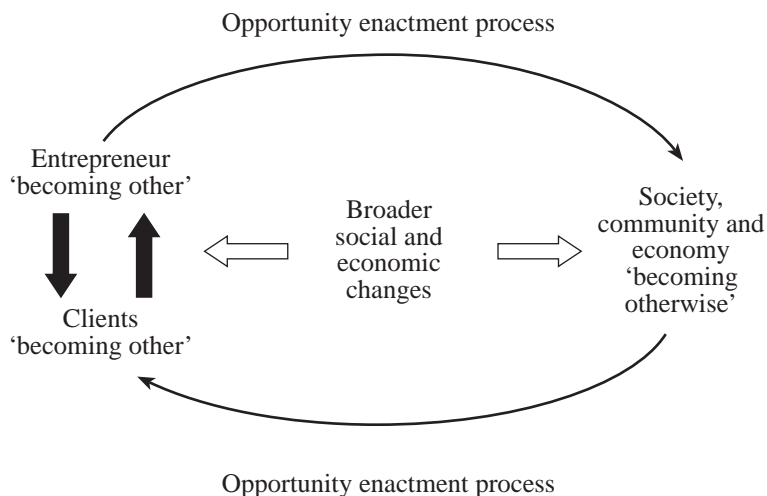 Opportunity enactment process
Entrepreneur
‘becoming other’
Clients
‘becoming other’
Broader
social and
economic
changes
Society,
community and
economy
‘becoming
otherwise’
Opportunity enactment process